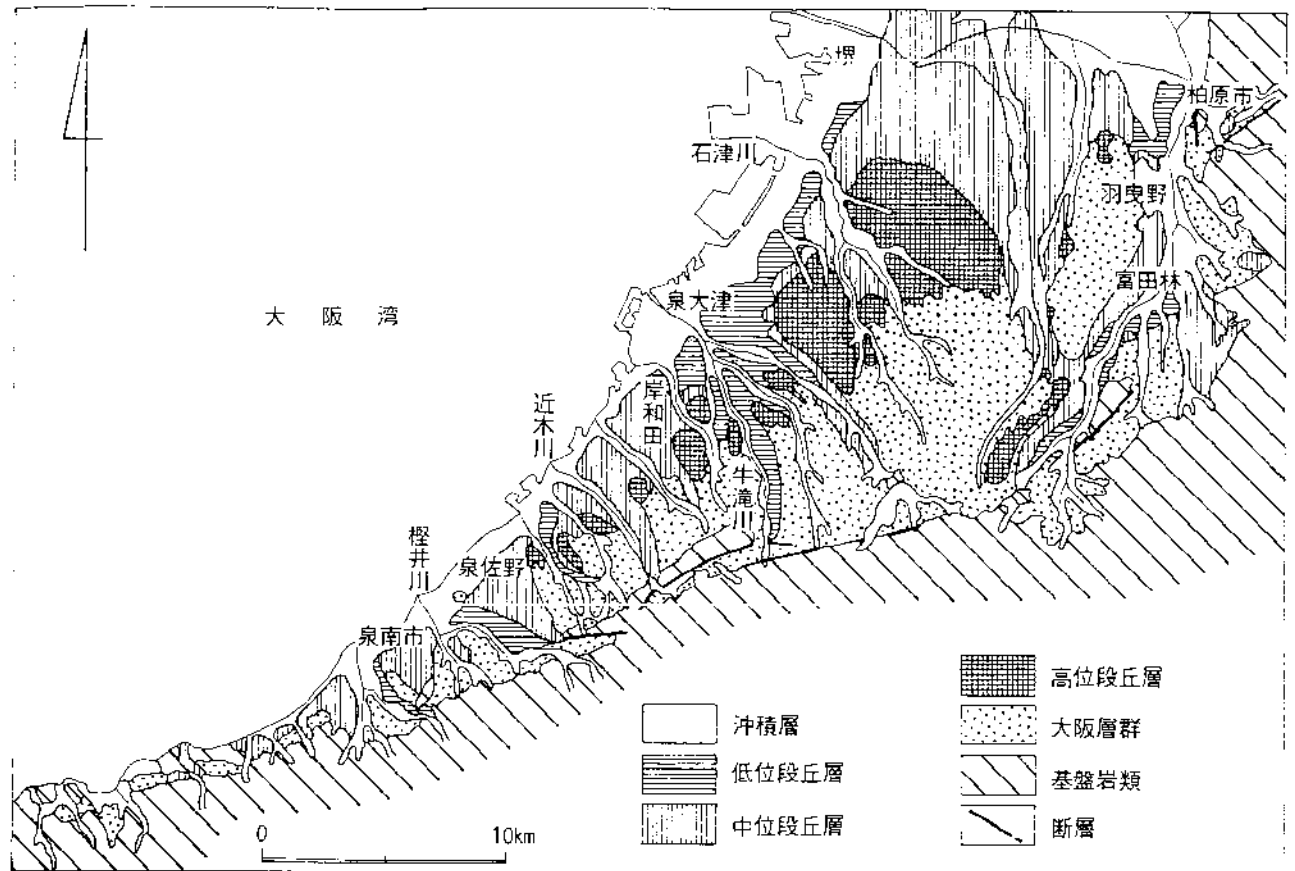 堺
柏原市
石津川
羽曳野
富田林
泉大津
大阪湾
岸和田
近木川
牛滝川
樫井川
泉佐野
泉南市
高位段丘層
沖積層
大阪層群
低位段丘層
基盤岩類
中位段丘層
断層
0
10km